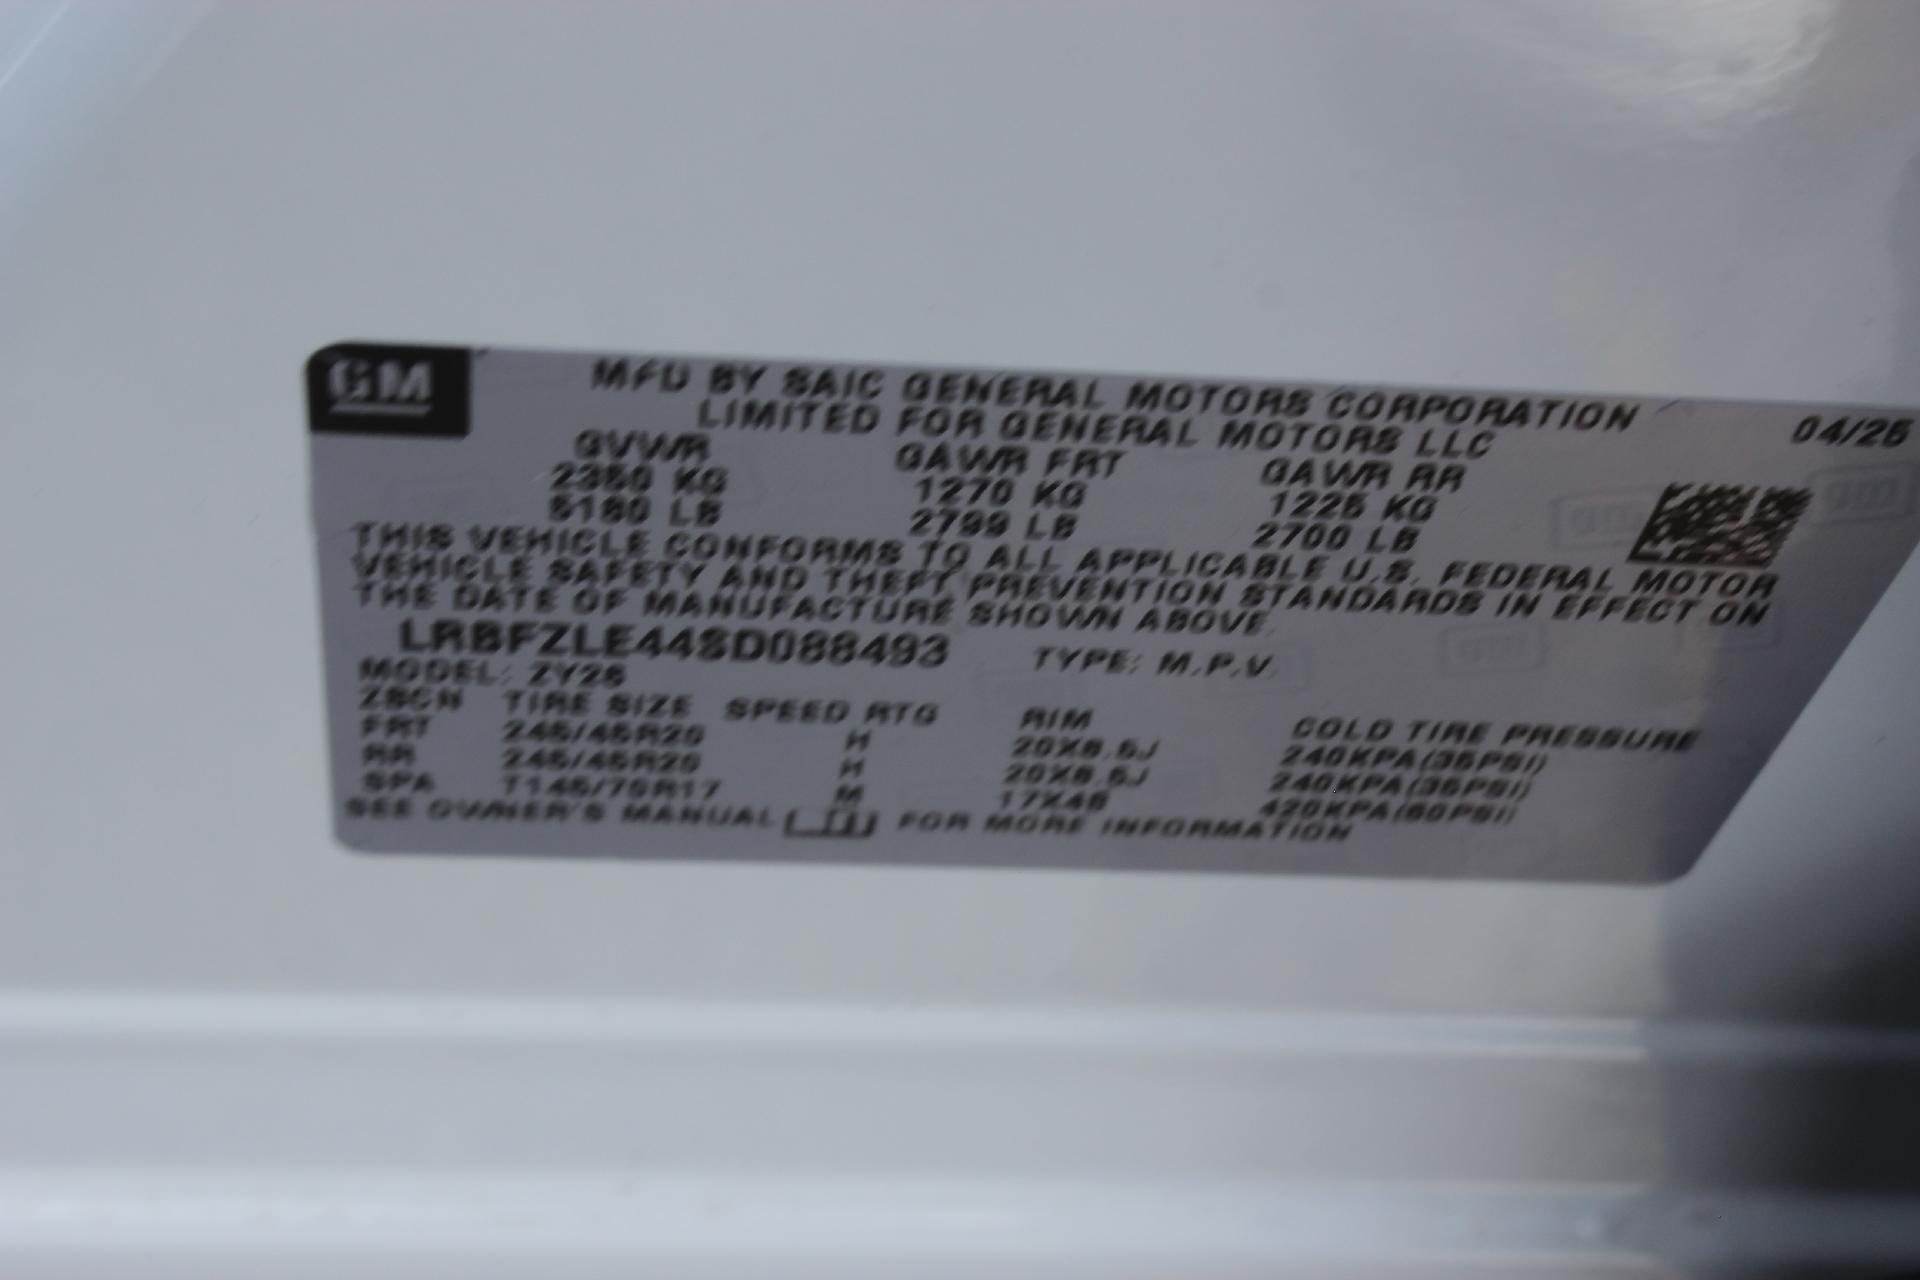 GM
MFD BY SAIC GENERAL MOTORS CORPORATION
LIMITED FOR GENERAL MOTORS LLC
04/25
GVWR GAWR FRT GAWR RR
2350 KG 1270 KG 1225 KG
5180 LB 2799 LB 2700 LB
THIS VEHICLE CONFORMS TO ALL APPLICABLE U.S. FEDERAL MOTOR
VEHICLE SAFETY AND THEFT PREVENTION STANDARDS IN EFFECT ON
THE DATE OF MANUFACTURE SHOWN ABOVE.
LRBFZLE44SD088493 TYPE: M.P.V.
MODEL: ZY26
TIRE SIZE SPEED RTG RIM COLD TIRE PRESSURE
FRT 245/45R20 H 20X8.5J 240KPA(35PSI)
RR 245/45R20 H 20X8.5J 240KPA(35PSI)
SPA T145/70R17 M 420KPA(60PSI)
SEE OWNER'S MANUAL FOR MORE INFORMATION